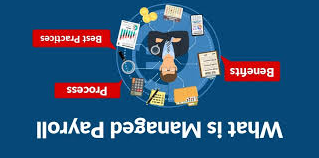 What is Managed Payroll
Process
Benefits
Best Practices